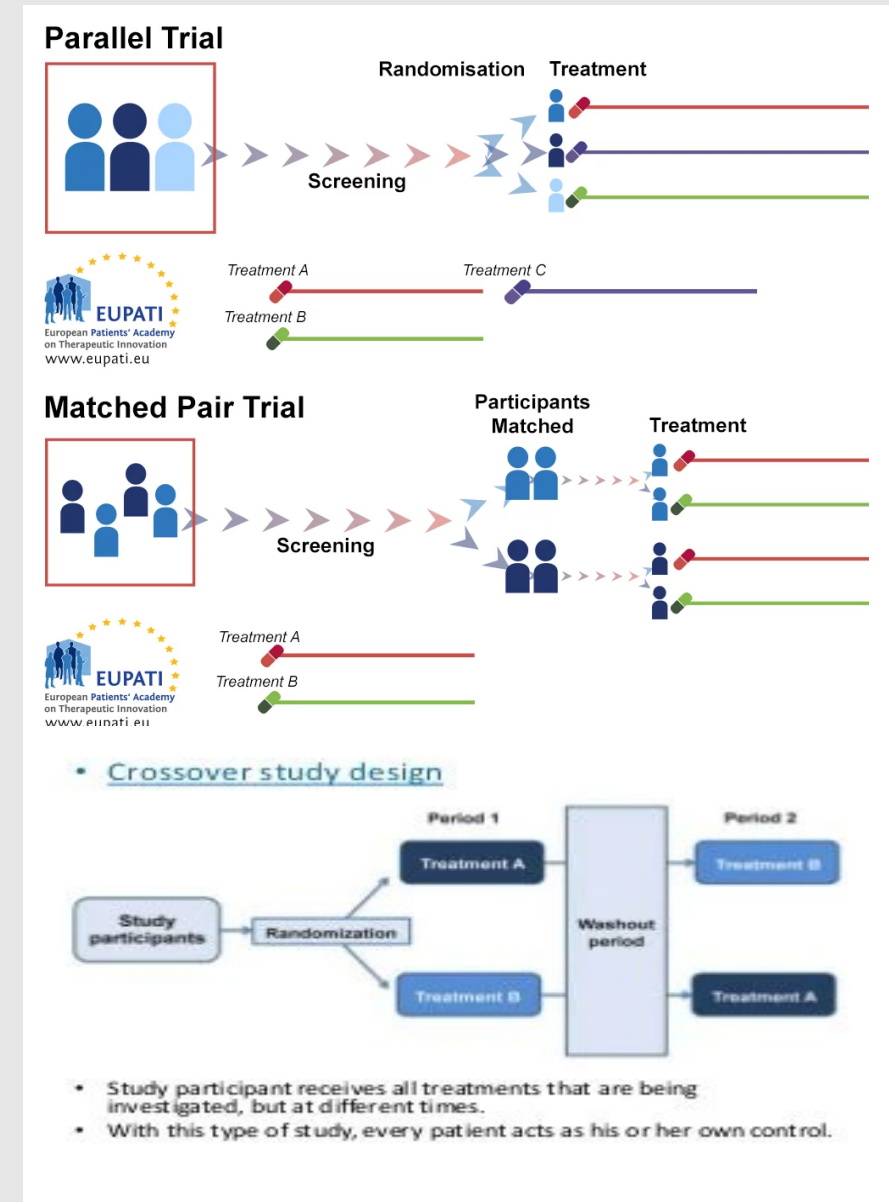 Parallel Trial
Randomisation Treatment
Screening
Treatment A
Treatment C
Treatment B
EUPATI
European Patients' Academy
on Therapeutic Innovation
www.eupati.eu
Matched Pair Trial
Participants
Matched
Treatment
Screening
Treatment A
Treatment B
EUPATI
European Patients' Academy
on Therapeutic Innovation
www.eupati.eu
• Crossover study design
Period 1
Period 2
Treatment A
Treatment B
Study
participants
Randomization
Washout
period
Treatment B
Treatment A
• Study participant receives all treatments that are being
investigated, but at different times.
• With this type of study, every patient acts as his or her own control.